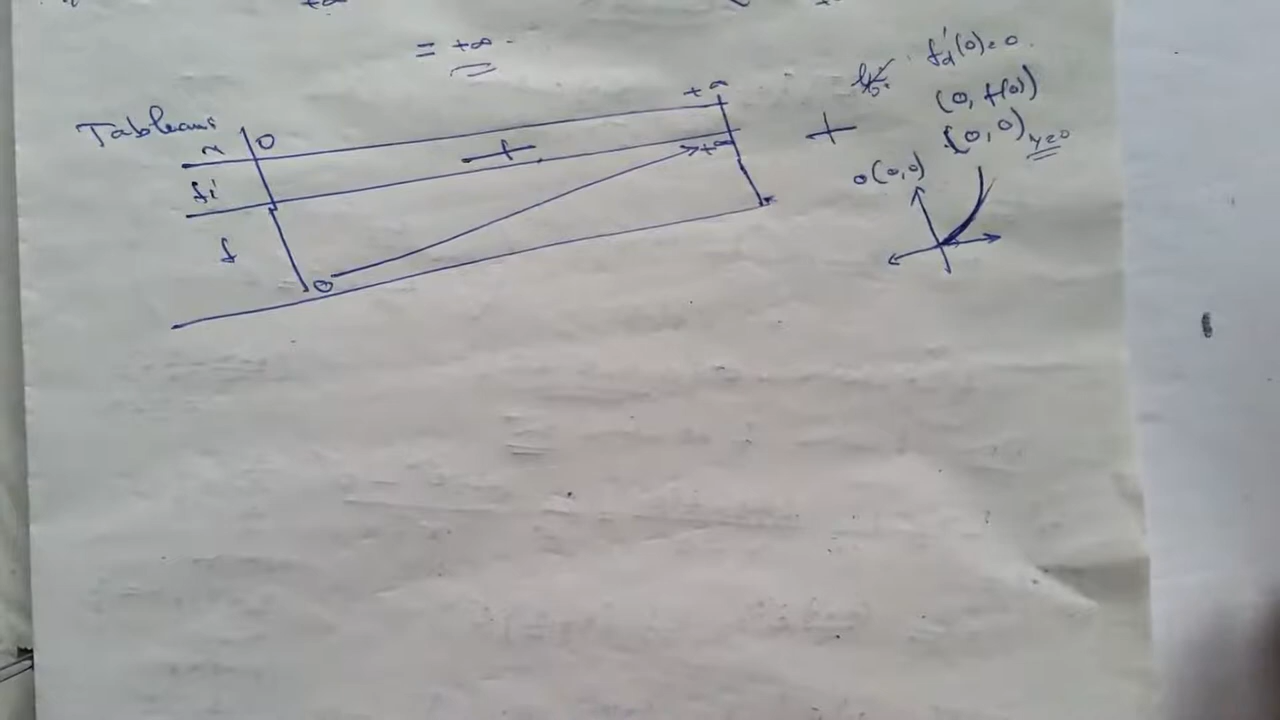 = +∞
Tableau
x 0 +∞
f' +
f 0 +∞
+
f'd(0)=0
(0, f(0))
(0, 0) y=0
o(0,0)